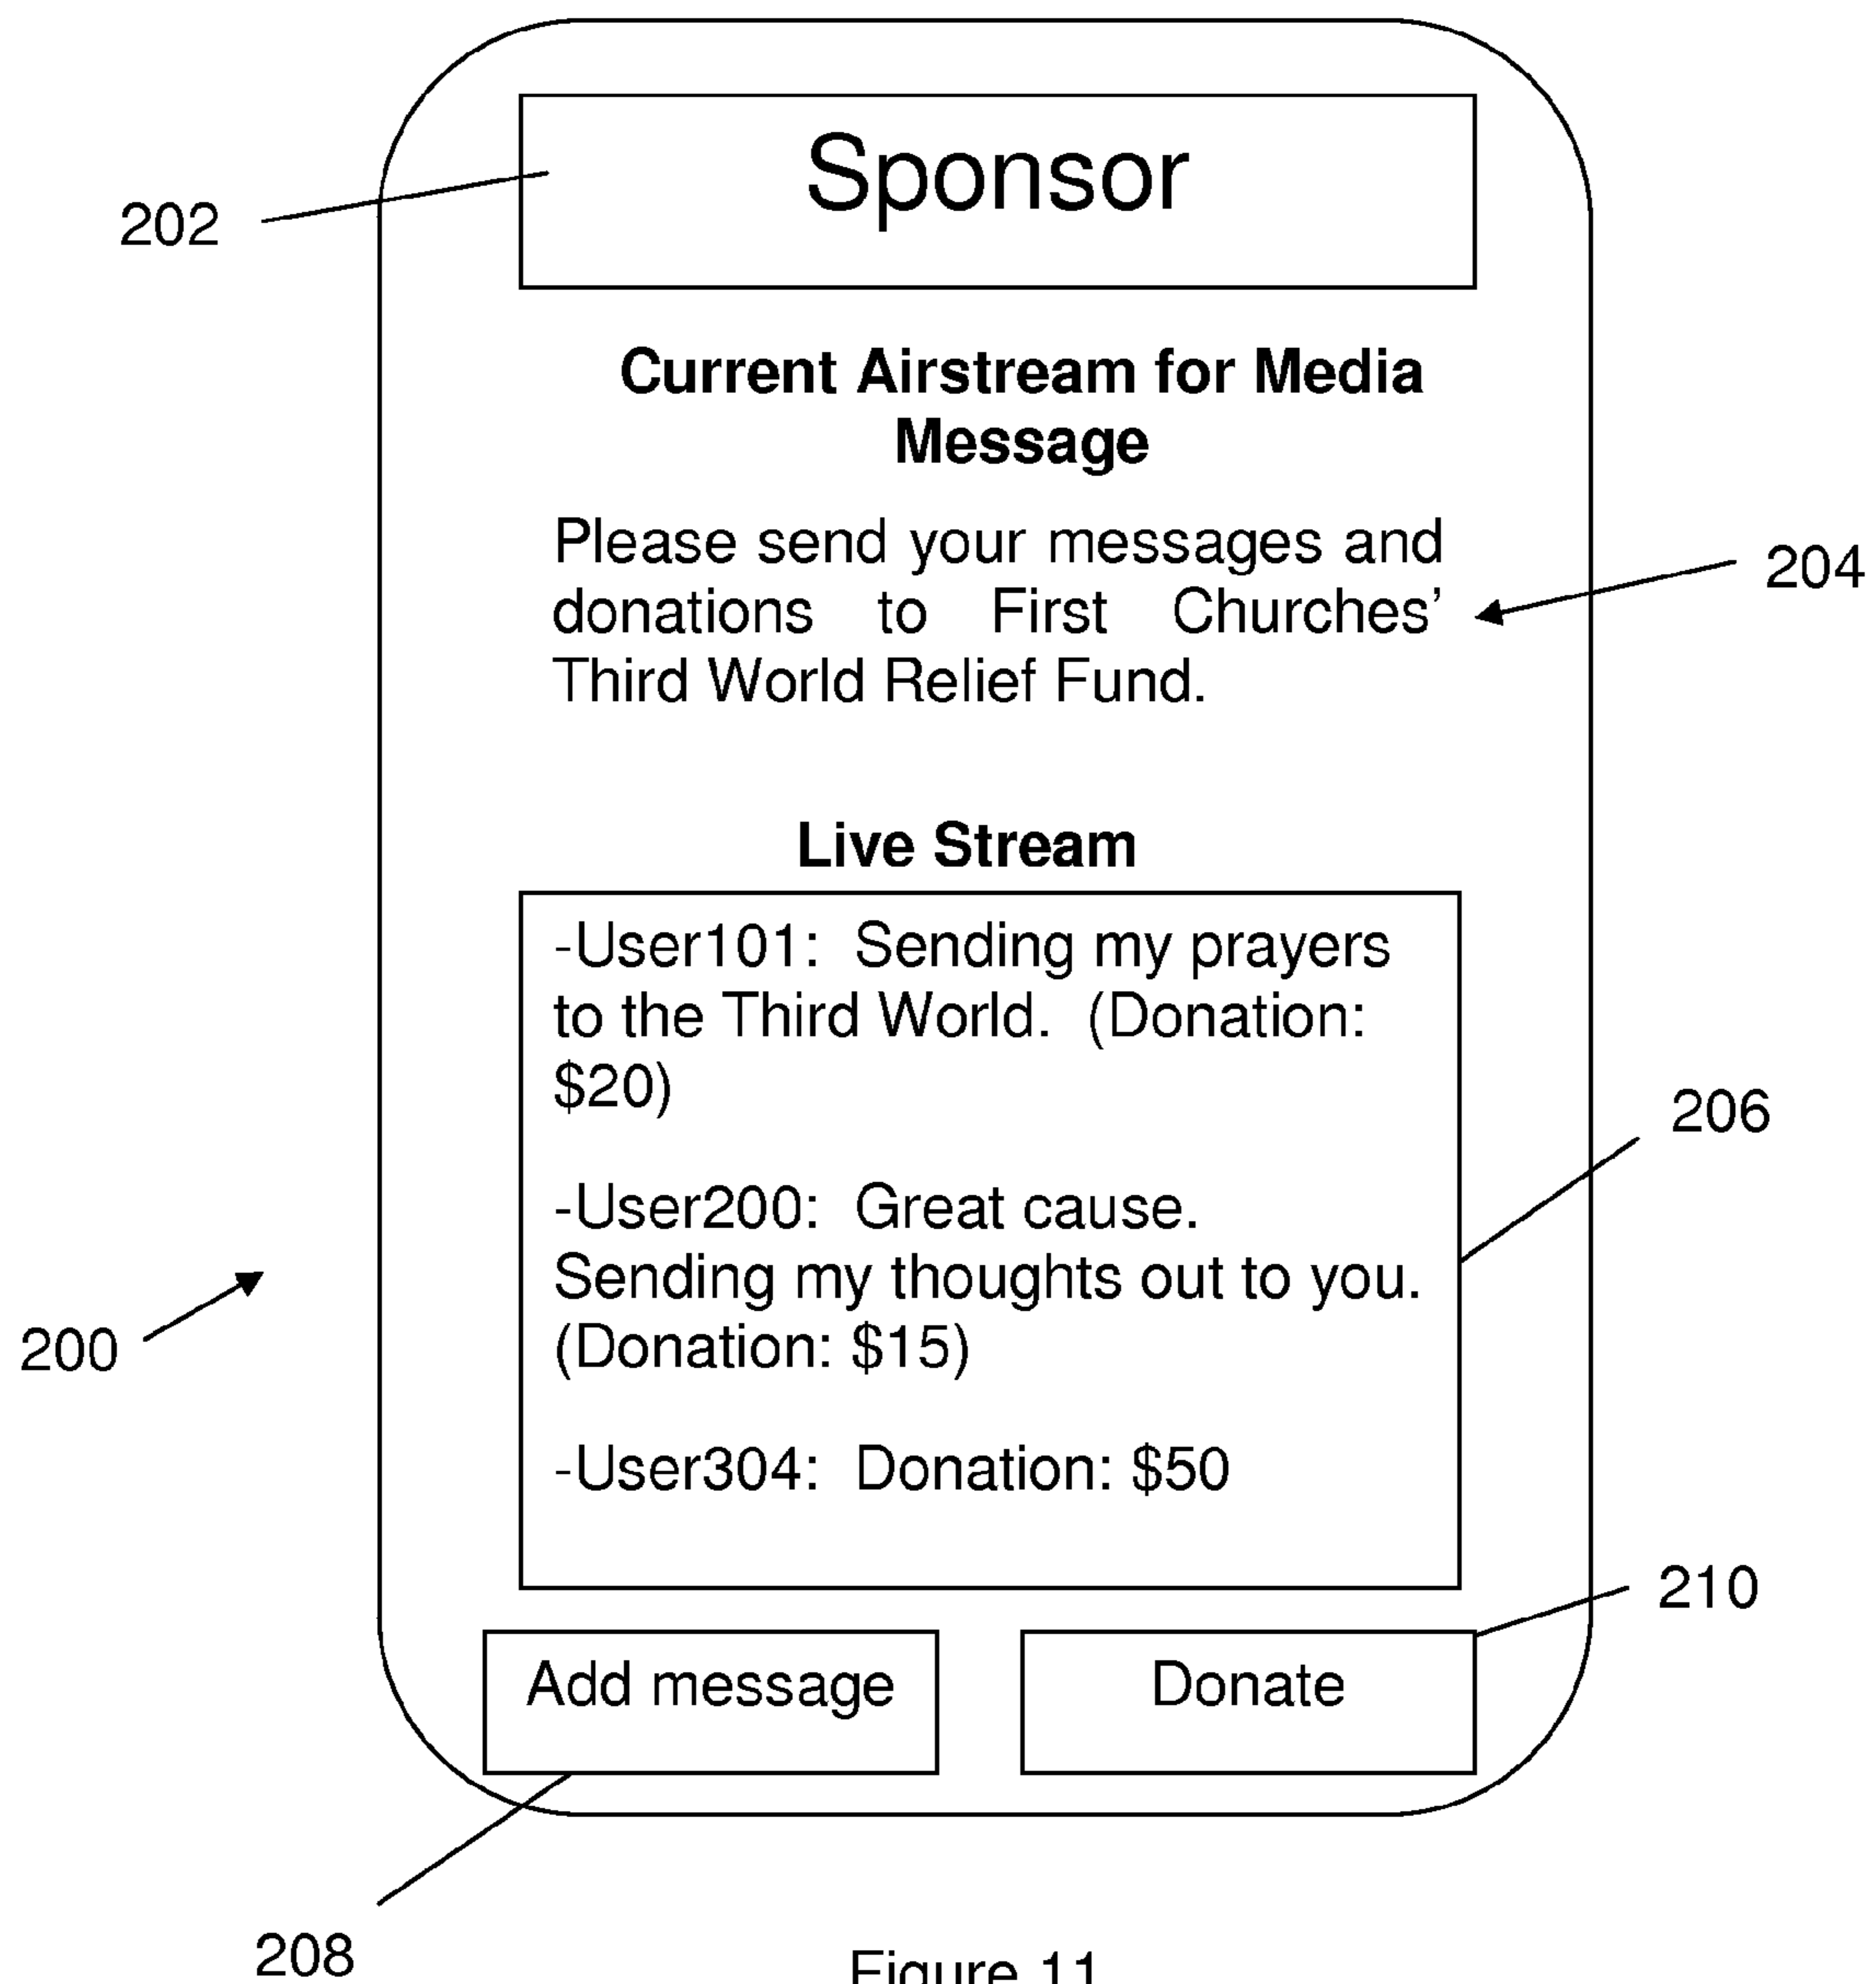 Sponsor
202
Current Airstream for Media
Message
Please send your messages and
donations to First Churches’
Third World Relief Fund.
204
Live Stream
-User101: Sending my prayers
to the Third World. (Donation:
$20)
206
-User200: Great cause.
Sending my thoughts out to you.
(Donation: $15)
200
-User304: Donation: $50
210
Add message
Donate
208
Figure 11